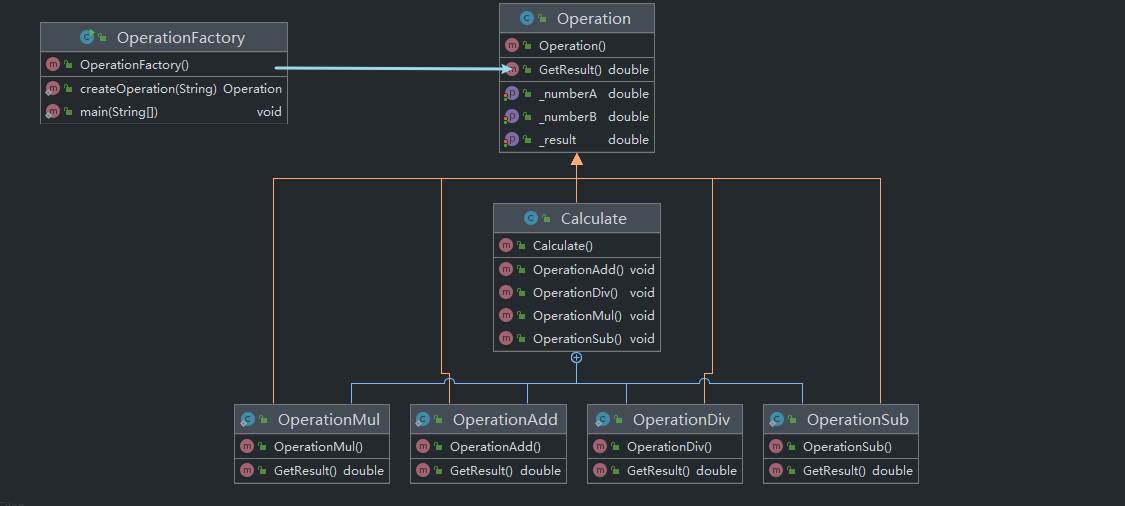 OperationFactory
OperationFactory()
createOperation(String) Operation
main(String[]) void
Operation
Operation()
GetResult() double
_numberA double
_numberB double
_result double
Calculate
Calculate()
OperationAdd() void
OperationDiv() void
OperationMul() void
OperationSub() void
OperationMul
OperationMul()
GetResult() double
OperationAdd
OperationAdd()
GetResult() double
OperationDiv
OperationDiv()
GetResult() double
OperationSub
OperationSub()
GetResult() double